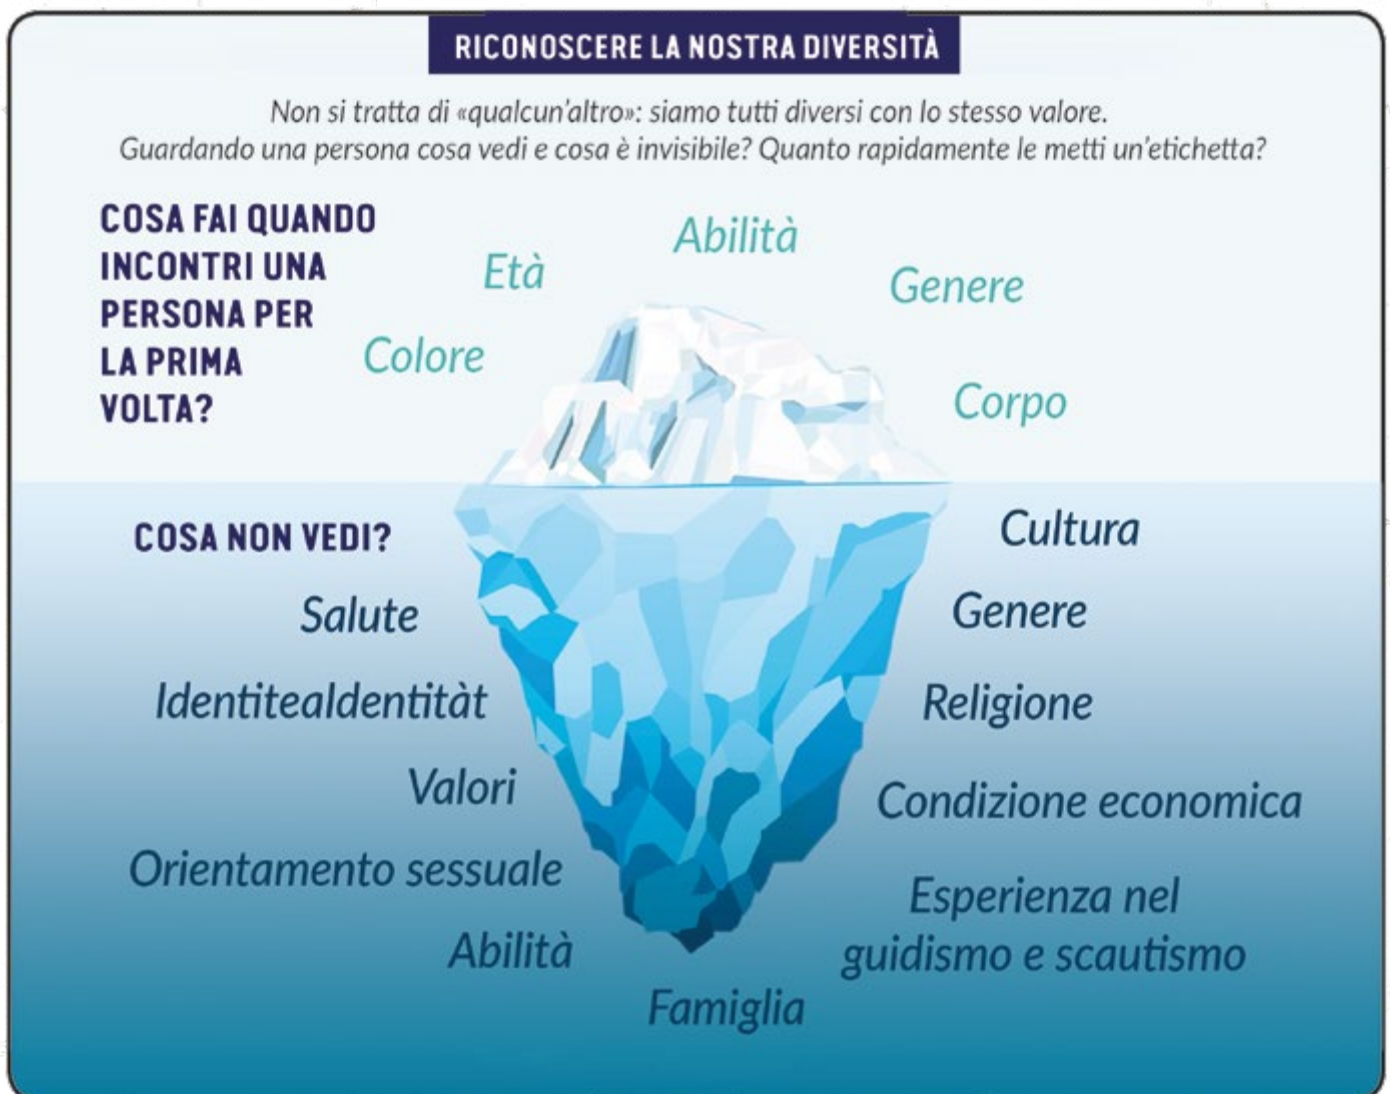 RICONOSCERE LA NOSTRA DIVERSITÀ
Non si tratta di «qualcun'altro»: siamo tutti diversi con lo stesso valore.
Guardando una persona cosa vedi e cosa è invisibile? Quanto rapidamente le metti un'etichetta?
COSA FAI QUANDO
INCONTRI UNA
PERSONA PER
LA PRIMA
VOLTA?
Abilità
Età
Genere
Colore
Corpo
COSA NON VEDI?
Cultura
Salute
Genere
Identitealdentitàt
Religione
Valori
Condizione economica
Orientamento sessuale
Esperienza nel
guidismo e scautismo
Abilità
Famiglia